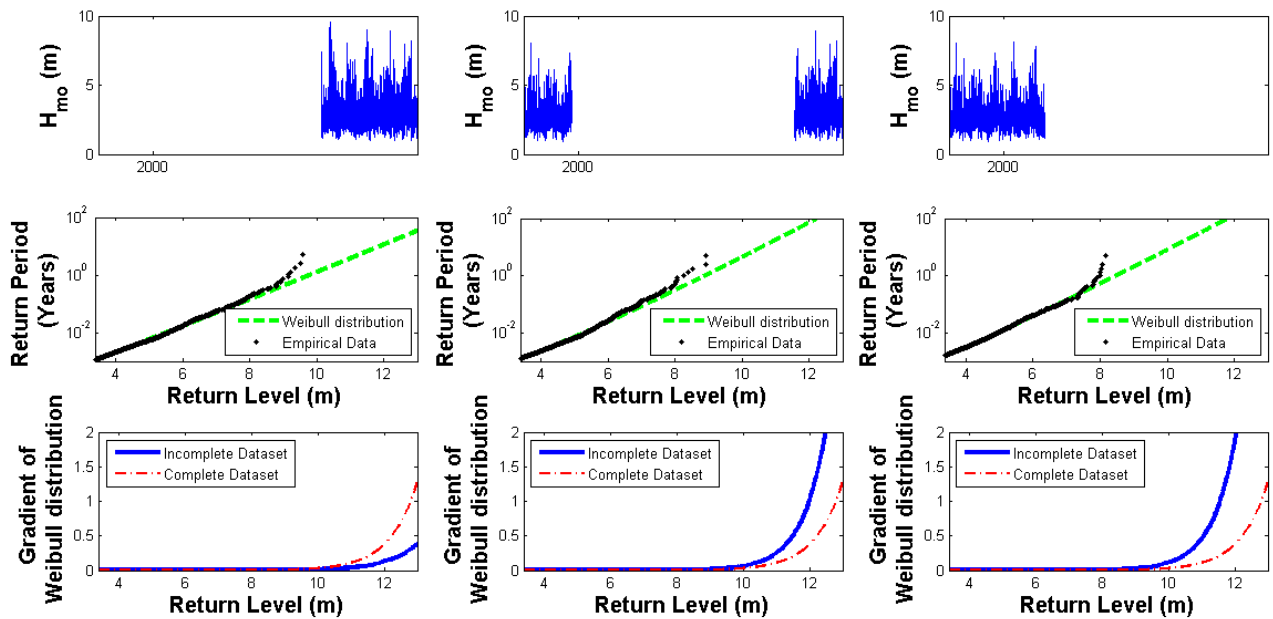 10
5
0
H_mo (m)
2000
10
5
0
H_mo (m)
2000
10
5
0
H_mo (m)
2000
10^2
10^0
10^-2
Return Period
(Years)
Weibull distribution
Empirical Data
4 6 8 10 12
Return Level (m)
10^2
10^0
10^-2
Return Period
(Years)
Weibull distribution
Empirical Data
4 6 8 10 12
Return Level (m)
10^2
10^0
10^-2
Return Period
(Years)
Weibull distribution
Empirical Data
4 6 8 10 12
Return Level (m)
2
1.5
1
0.5
0
Gradient of
Weibull distribution
Incomplete Dataset
Complete Dataset
4 6 8 10 12
Return Level (m)
2
1.5
1
0.5
0
Gradient of
Weibull distribution
Incomplete Dataset
Complete Dataset
4 6 8 10 12
Return Level (m)
2
1.5
1
0.5
0
Gradient of
Weibull distribution
Incomplete Dataset
Complete Dataset
4 6 8 10 12
Return Level (m)